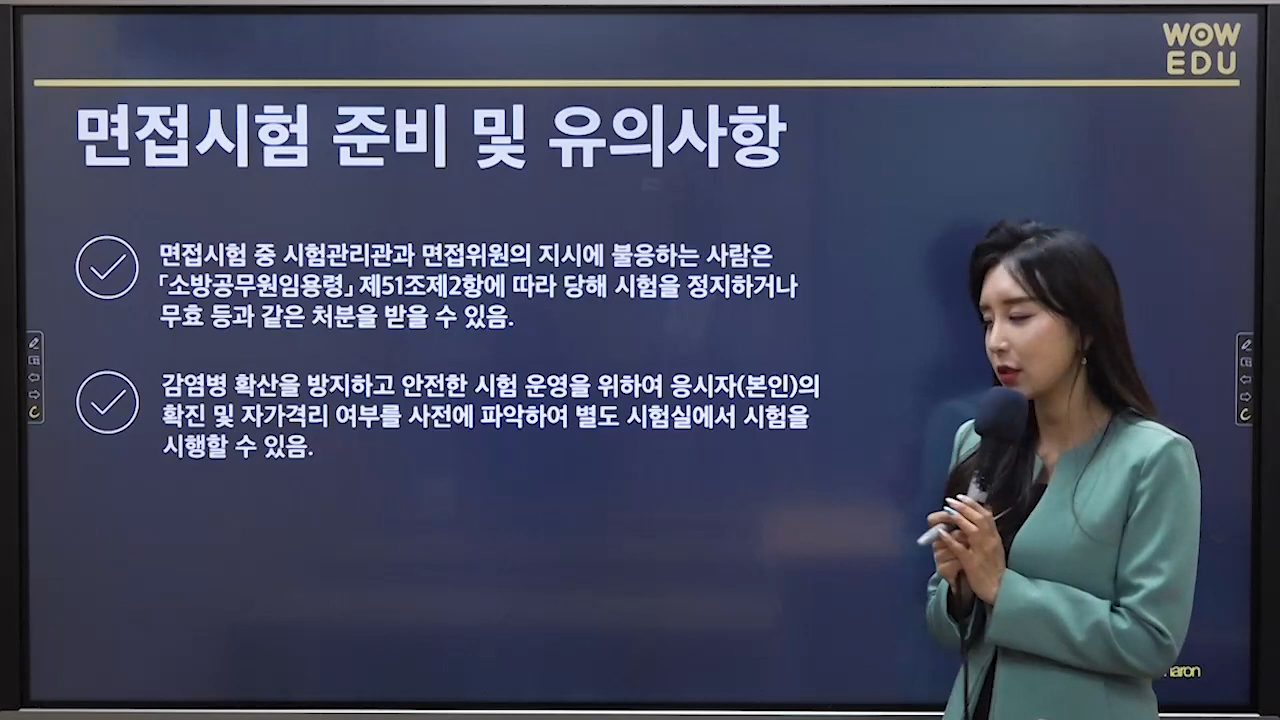 WOW
EDU
면접시험 준비 및 유의사항
면접시험 중 시험관리관과 면접위원의 지시에 불응하는 사람은
「소방공무원임용령」 제51조제2항에 따라 당해 시험을 정지하거나
무효 등과 같은 처분을 받을 수 있음.
감염병 확산을 방지하고 안전한 시험 운영을 위하여 응시자(본인)의
확진 및 자가격리 여부를 사전에 파악하여 별도 시험실에서 시험을
시행할 수 있음.